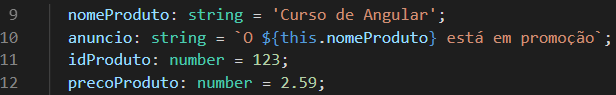 9 nomeProduto: string = 'Curso de Angular';
10 anuncio: string = `O ${this.nomeProduto} está em promoção`;
11 idProduto: number = 123;
12 precoProduto: number = 2.59;